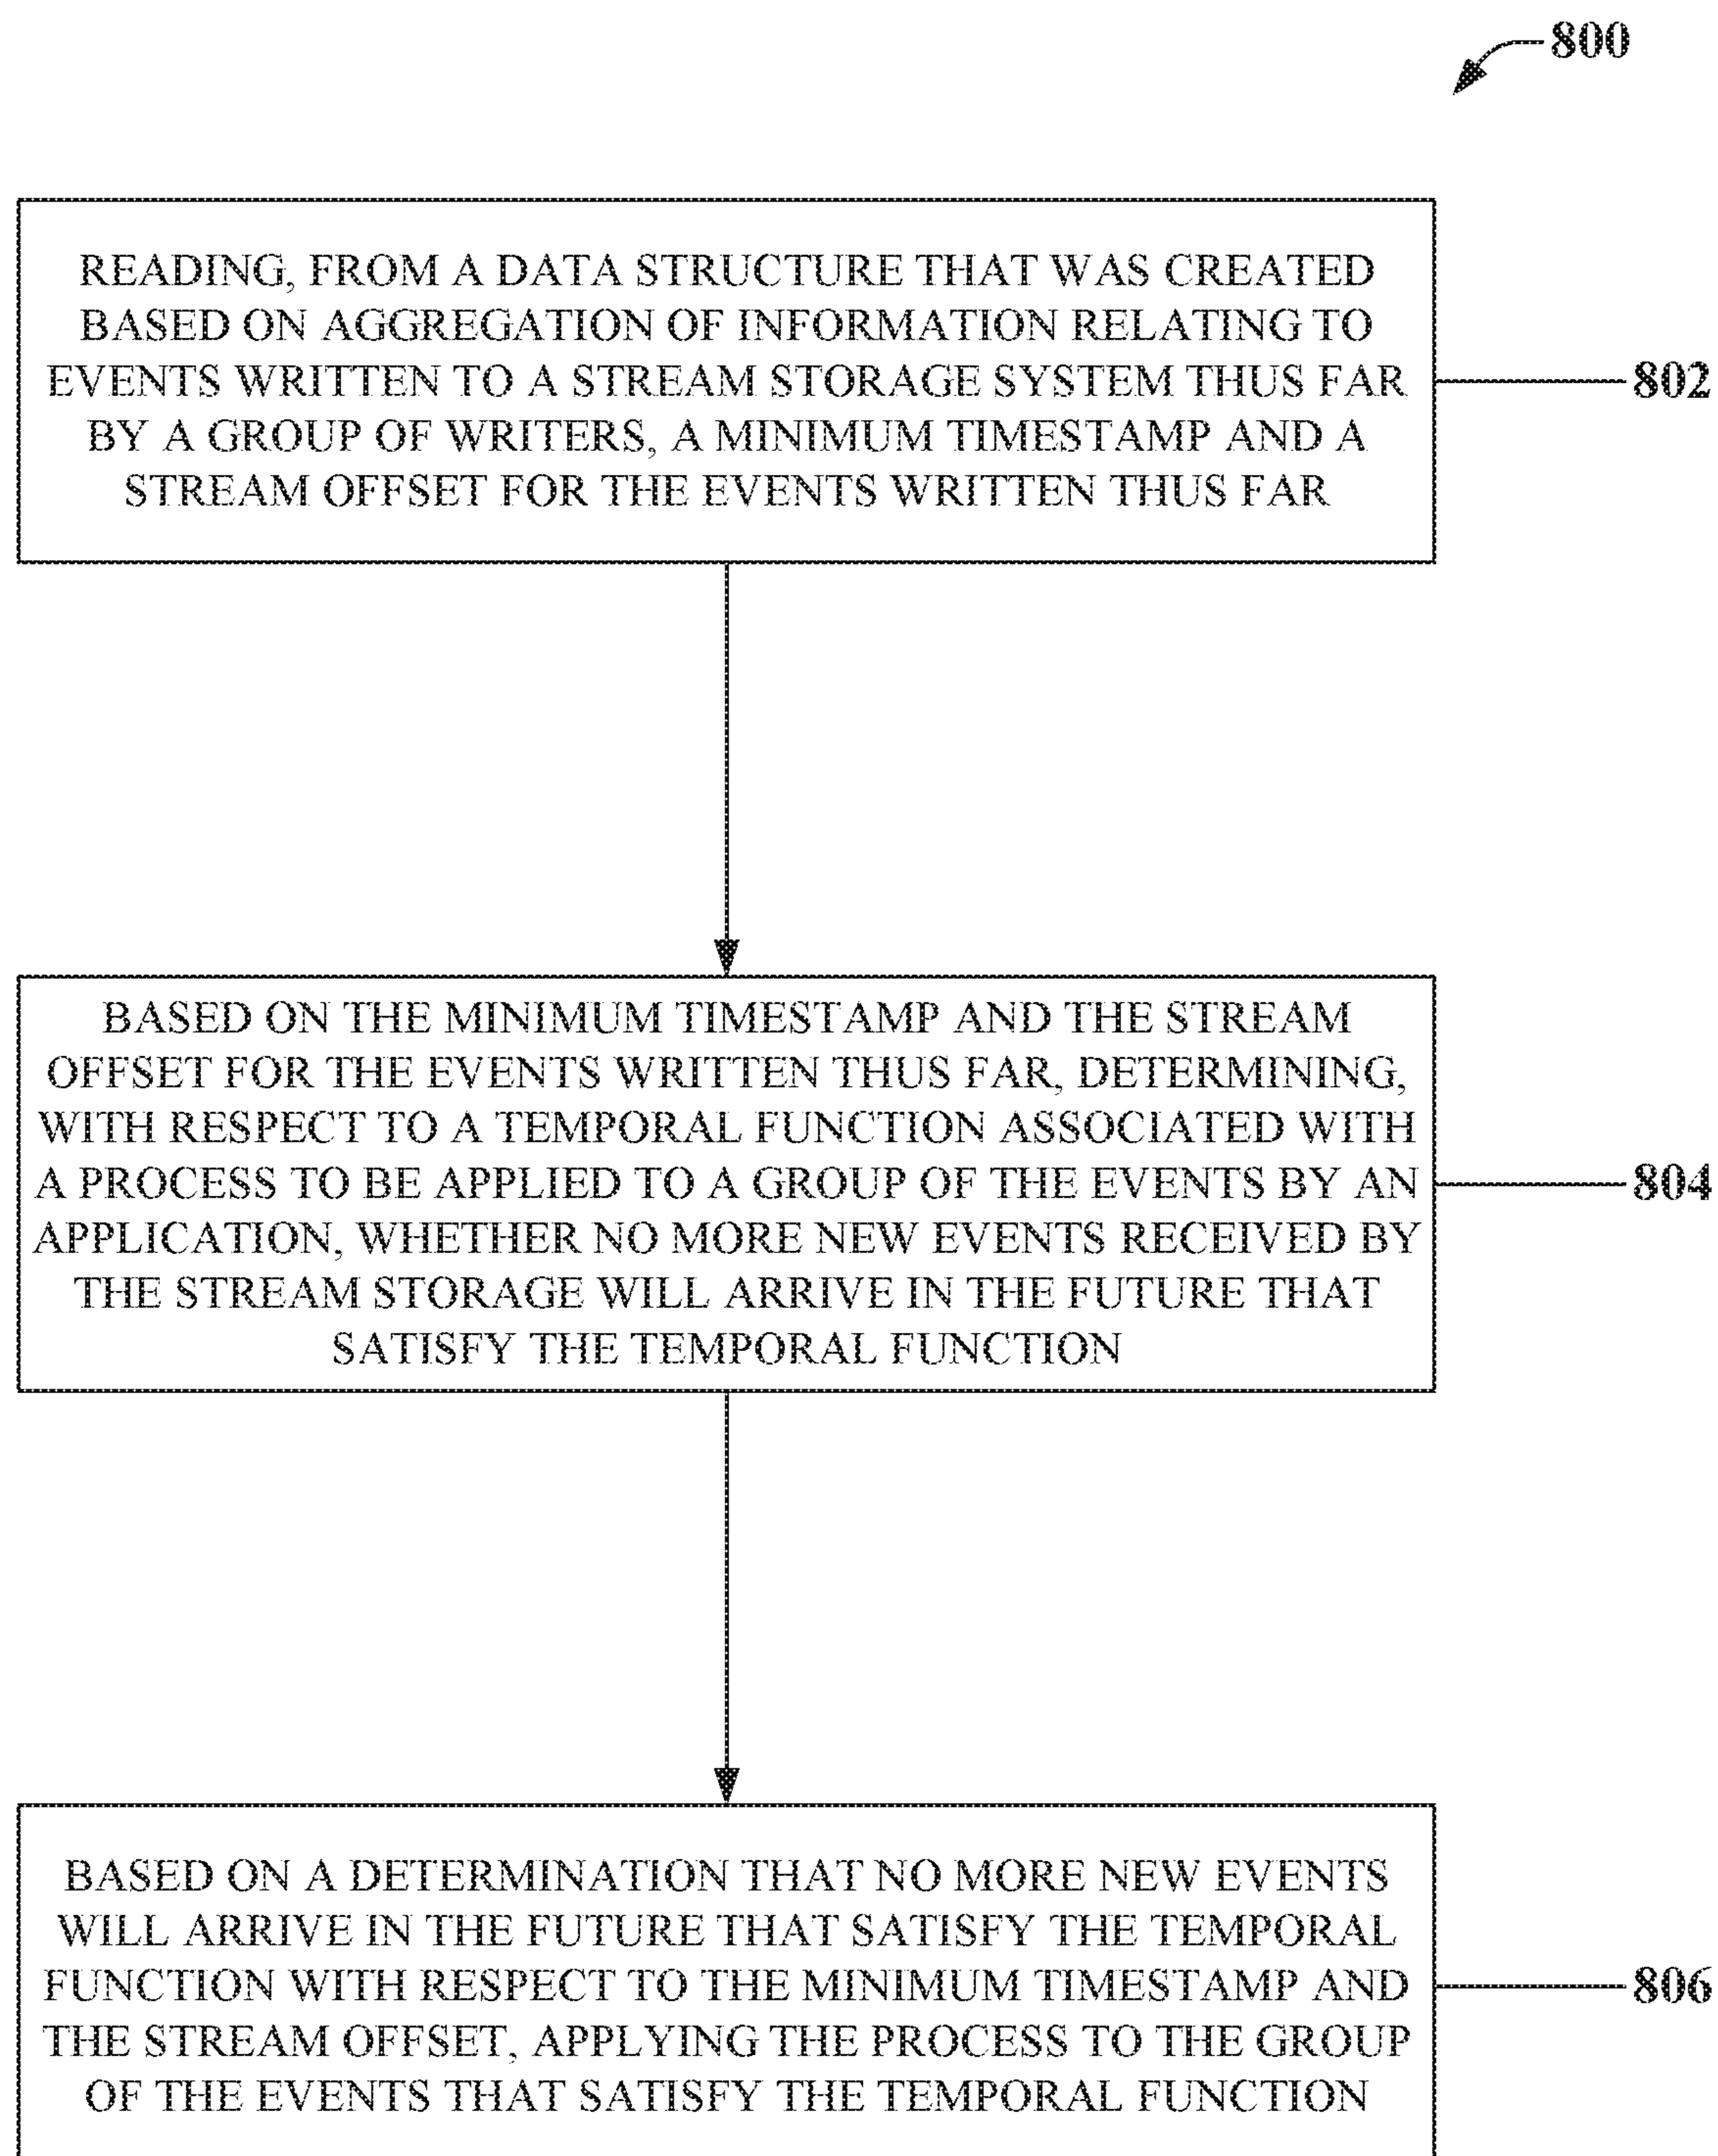 800
READING, FROM A DATA STRUCTURE THAT WAS CREATED
BASED ON AGGREGATION OF INFORMATION RELATING TO
EVENTS WRITTEN TO A STREAM STORAGE SYSTEM THUS FAR
BY A GROUP OF WRITERS, A MINIMUM TIMESTAMP AND A
STREAM OFFSET FOR THE EVENTS WRITTEN THUS FAR
802
BASED ON THE MINIMUM TIMESTAMP AND THE STREAM
OFFSET FOR THE EVENTS WRITTEN THUS FAR, DETERMINING,
WITH RESPECT TO A TEMPORAL FUNCTION ASSOCIATED WITH
A PROCESS TO BE APPLIED TO A GROUP OF THE EVENTS BY AN
APPLICATION, WHETHER NO MORE NEW EVENTS RECEIVED BY
THE STREAM STORAGE WILL ARRIVE IN THE FUTURE THAT
SATISFY THE TEMPORAL FUNCTION
804
BASED ON A DETERMINATION THAT NO MORE NEW EVENTS
WILL ARRIVE IN THE FUTURE THAT SATISFY THE TEMPORAL
FUNCTION WITH RESPECT TO THE MINIMUM TIMESTAMP AND
THE STREAM OFFSET, APPLYING THE PROCESS TO THE GROUP
OF THE EVENTS THAT SATISFY THE TEMPORAL FUNCTION
806